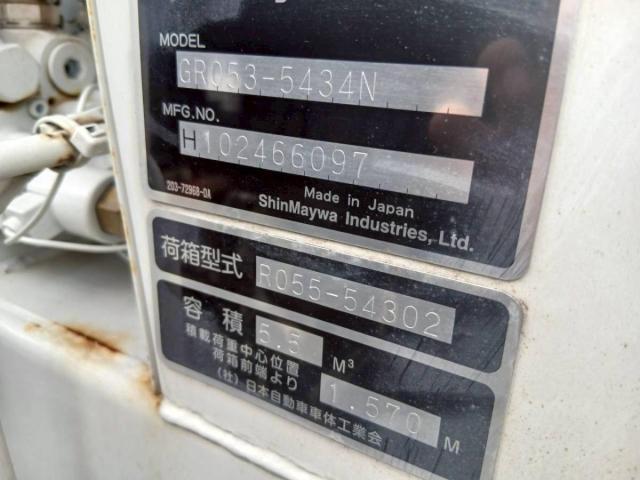 MODEL
GR053-5434N
MFG.NO.
H102466097
203-72968-0A
Made in Japan
ShinMaywa Industries, Ltd.
荷箱型式 R055-54302
容積 5.5 M³
積載荷重中心位置
荷箱前端より 1.570 M
(社)日本自動車車体工業会